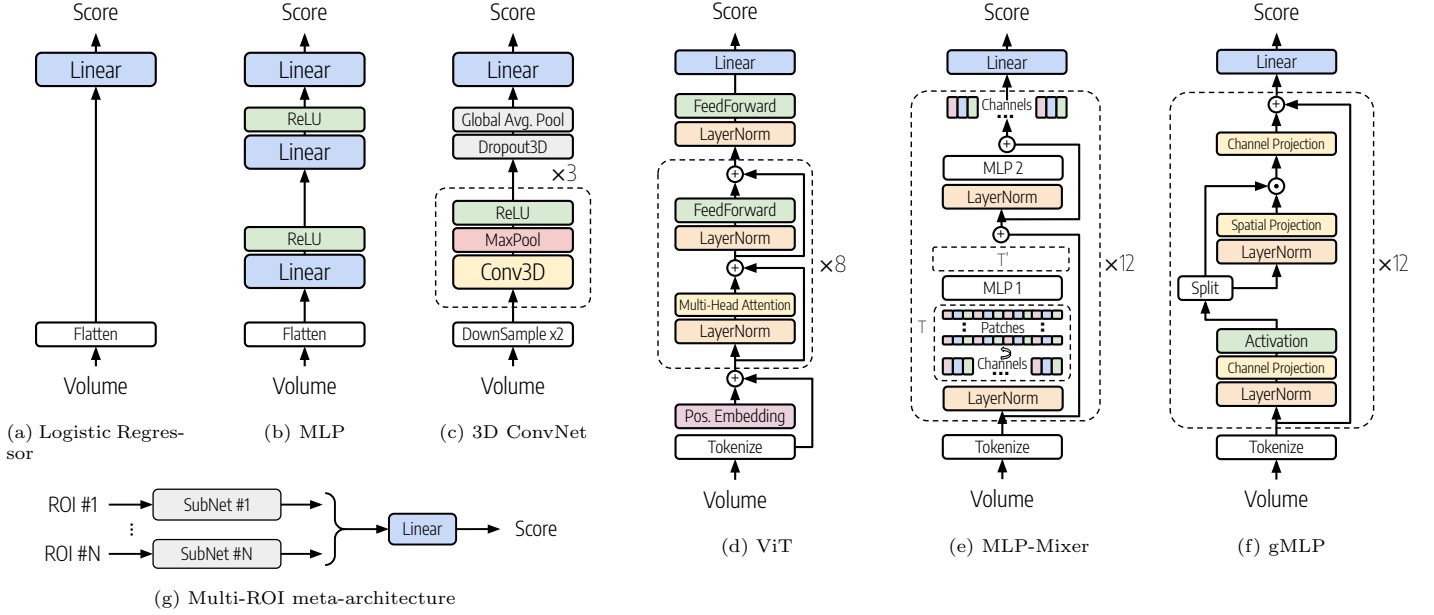 Score
Linear
Flatten
Volume
(a) Logistic Regres-
sor
Score
Linear
ReLU
Linear
ReLU
Linear
Flatten
Volume
(b) MLP
Score
Linear
Global Avg. Pool
Dropout3D
×3
ReLU
MaxPool
Conv3D
DownSample x2
Volume
(c) 3D ConvNet
ROI #1
SubNet #1
ROI #N
SubNet #N
Linear
Score
(g) Multi-ROI meta-architecture
Score
Linear
FeedForward
LayerNorm
FeedForward
LayerNorm
×8
Multi-Head Attention
LayerNorm
Pos. Embedding
Tokenize
Volume
(d) ViT
Score
Linear
Channels
MLP 2
LayerNorm
T'
×12
MLP 1
T
Patches
Channels
LayerNorm
Tokenize
Volume
(e) MLP-Mixer
Score
Linear
Channel Projection
Spatial Projection
LayerNorm
×12
Split
Activation
Channel Projection
LayerNorm
Tokenize
Volume
(f) gMLP